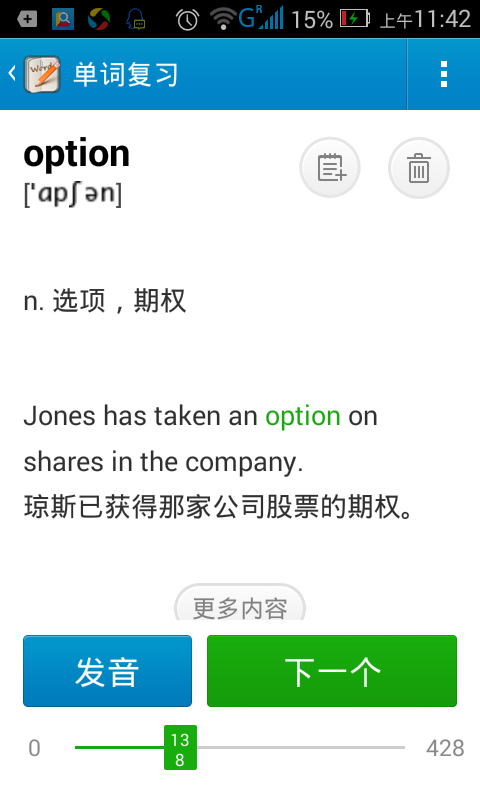 G R 15% 上午11:42
Words 单词复习
option
['ɑpʃən]
n. 选项，期权
Jones has taken an option on
shares in the company.
琼斯已获得那家公司股票的期权。
更多内容
发音 下一个
0 138 428